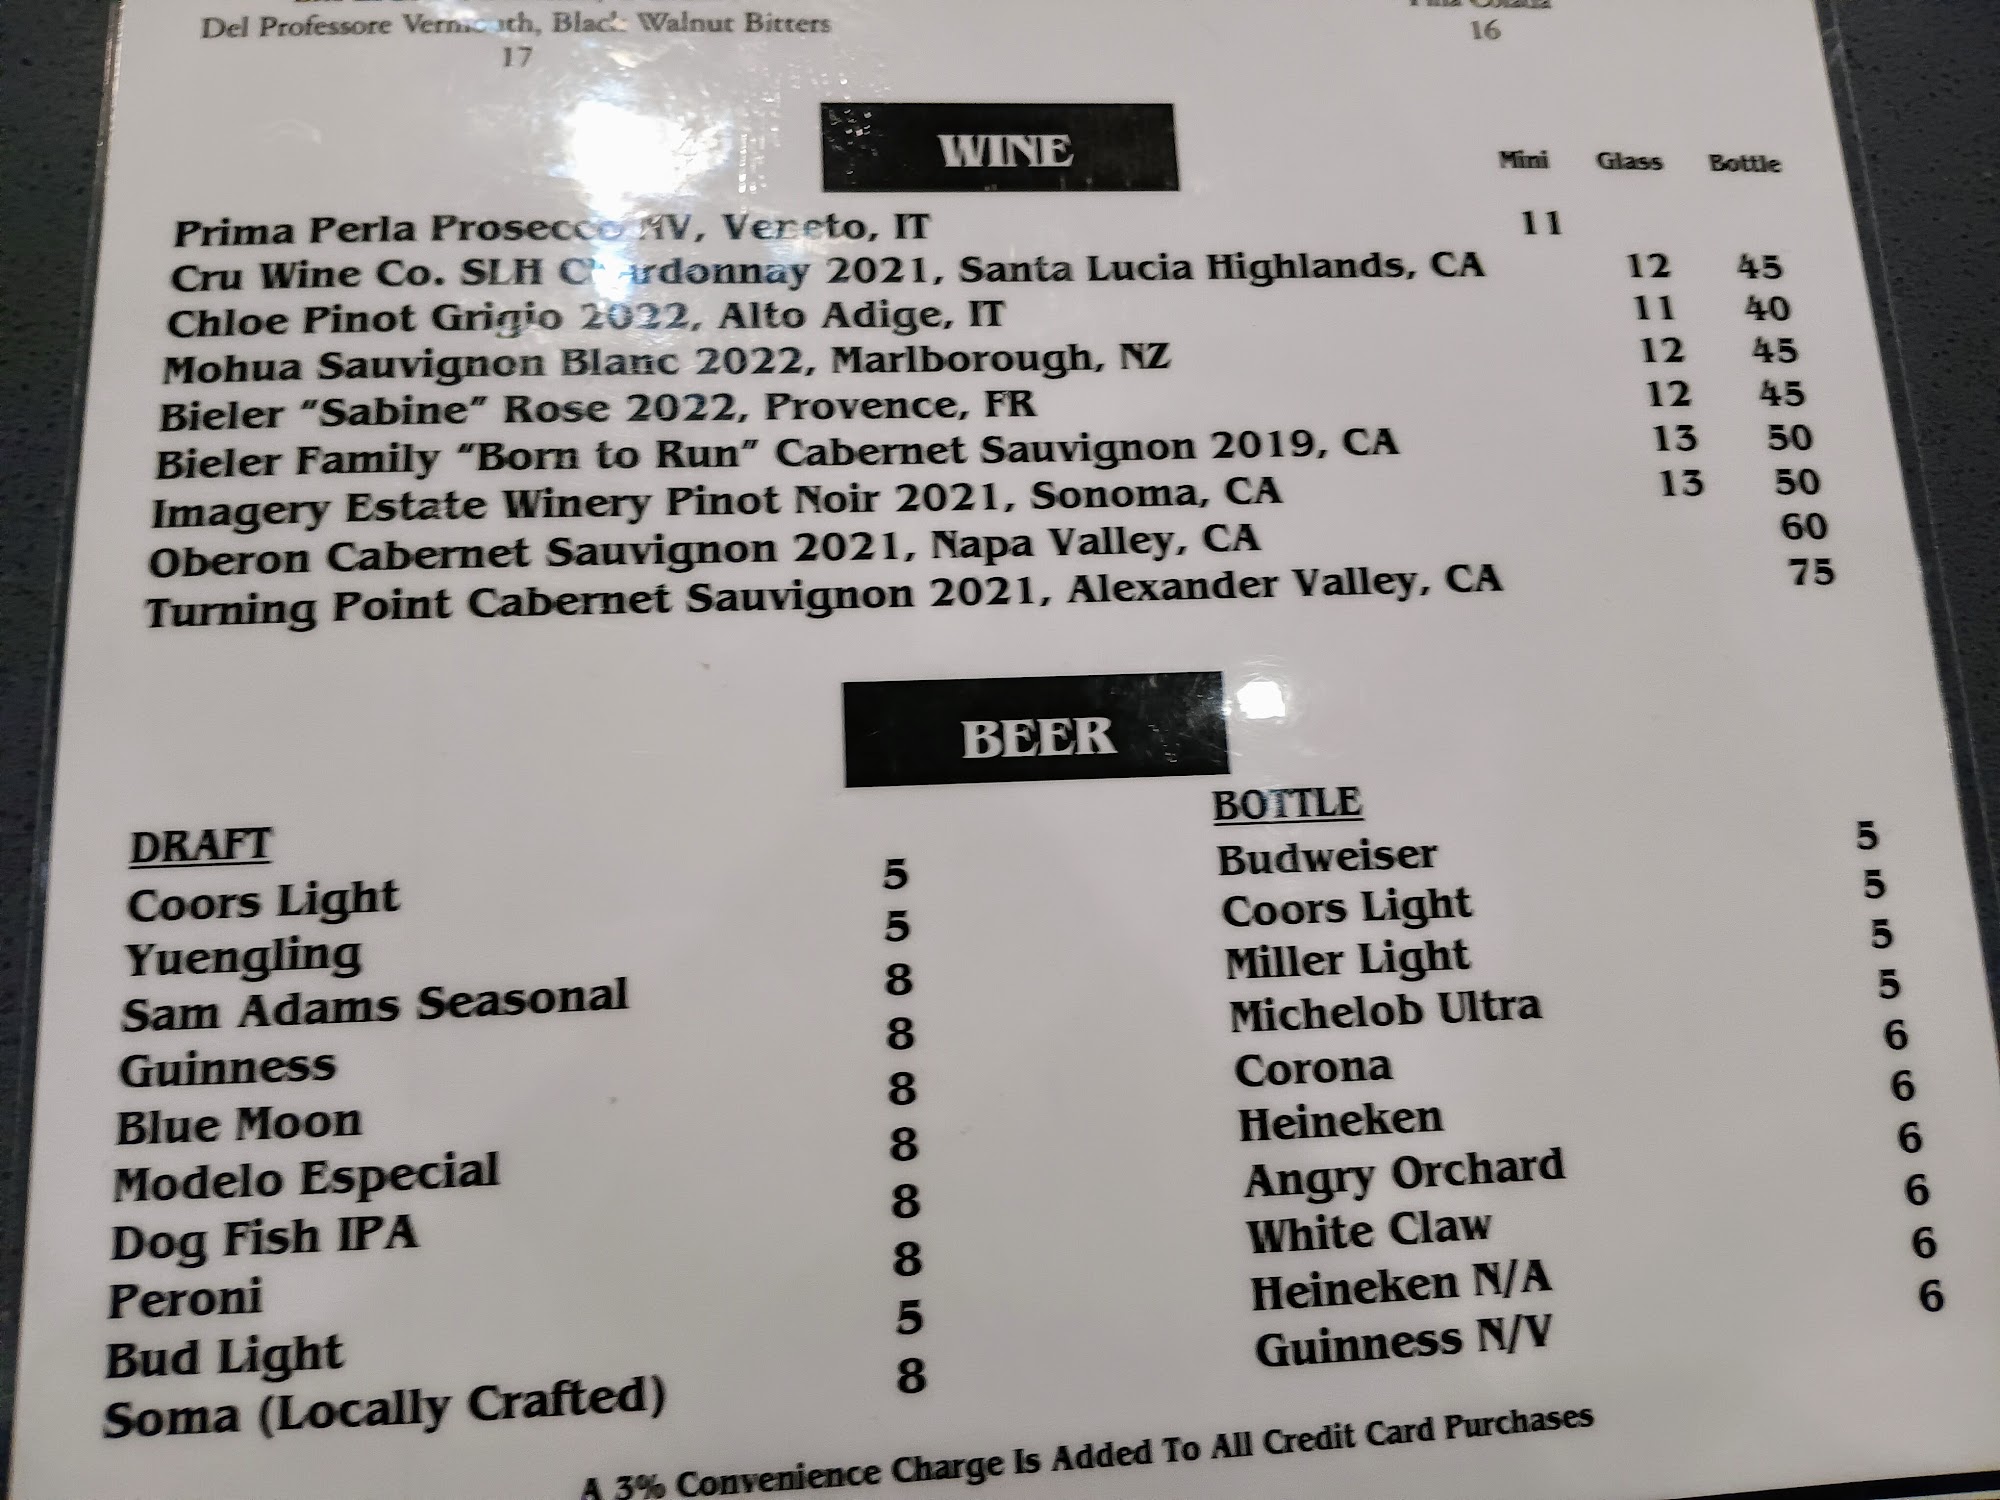 Del Professore Vermouth, Black Walnut Bitters
17
16
WINE
Mini Glass Bottle
Prima Perla Prosecco NV, Veneto, IT 11
Cru Wine Co. SLH Chardonnay 2021, Santa Lucia Highlands, CA 12 45
Chloe Pinot Grigio 2022, Alto Adige, IT 11 40
Mohua Sauvignon Blanc 2022, Marlborough, NZ 12 45
Bieler "Sabine" Rose 2022, Provence, FR 12 45
Bieler Family "Born to Run" Cabernet Sauvignon 2019, CA 13 50
Imagery Estate Winery Pinot Noir 2021, Sonoma, CA 13 50
Oberon Cabernet Sauvignon 2021, Napa Valley, CA 60
Turning Point Cabernet Sauvignon 2021, Alexander Valley, CA 75
BEER
DRAFT
Coors Light 5
Yuengling 5
Sam Adams Seasonal 8
Guinness 8
Blue Moon 8
Modelo Especial 8
Dog Fish IPA 8
Peroni 8
Bud Light 5
Soma (Locally Crafted) 8
BOTTLE
Budweiser 5
Coors Light 5
Miller Light 5
Michelob Ultra 5
Corona 6
Heineken 6
Angry Orchard 6
White Claw 6
Heineken N/A 6
Guinness N/V 6
A 3% Convenience Charge Is Added To All Credit Card Purchases